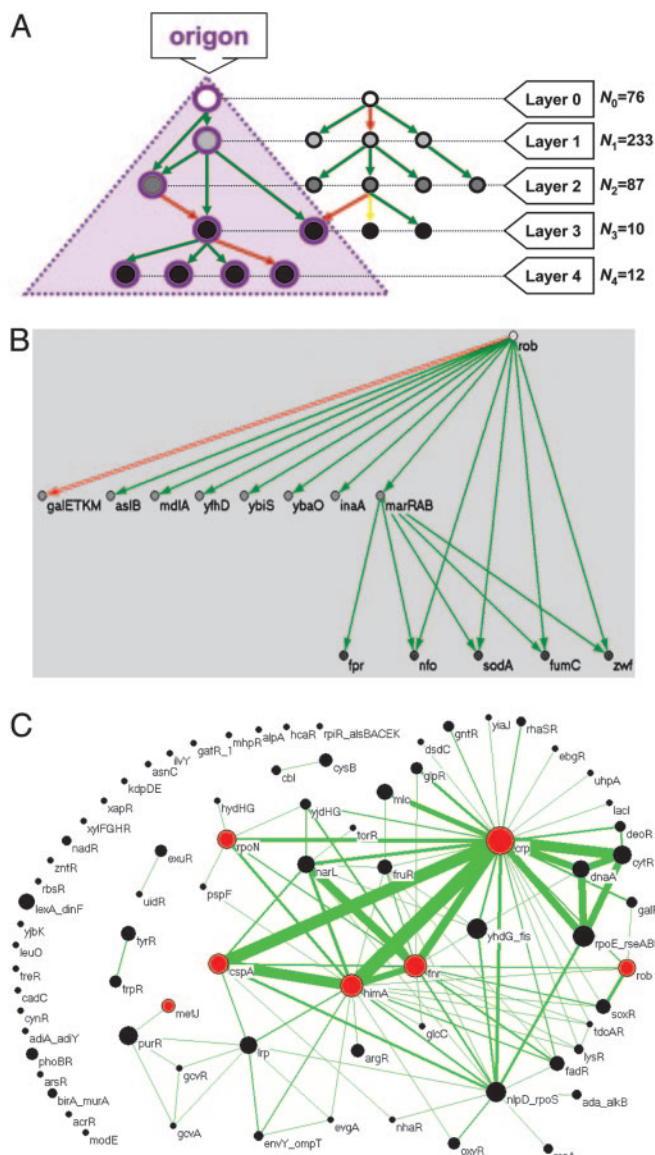 A
origon
Layer 0 N0=76
Layer 1 N1=233
Layer 2 N2=87
Layer 3 N3=10
Layer 4 N4=12
B
rob
galETKM aslB mdlA yfhD ybiS ybaO inaA marRAB
fpr nfo sodA fumC zwf
C
alpA hcaR rpiR_alsBACEK
mhpR
gatR_1
ilvY
asnC
kdpDE
xapR
xylFGHR
nadR
zntR
rbsR
lexA_dinF
yjbK
leuO
treR
cadC
cynR
adiA_adiY
phoBR
arsR
birA_murA
acrR
modE
cbl
cysB
exuR
uidR
tyrR
trpR
metJ
purR
gcvR
gcvA
lrp
envY_ompT
evgA
hydHG
rpoN
pspF
yjdHG
torR
narL
mlc
fruR
dsdC
glpR
gntR
yiaJ
rhaSR
ebgR
uhpA
lacI
deoR
cytR
crp
dnaA
galR
rpoE_rseABC
yhdG_fis
cspA
himA
fnr
rob
soxR
tdcAR
lysR
fadR
glcC
argR
nlpD_rpoS
ada_alkB
nhaR
oxyR